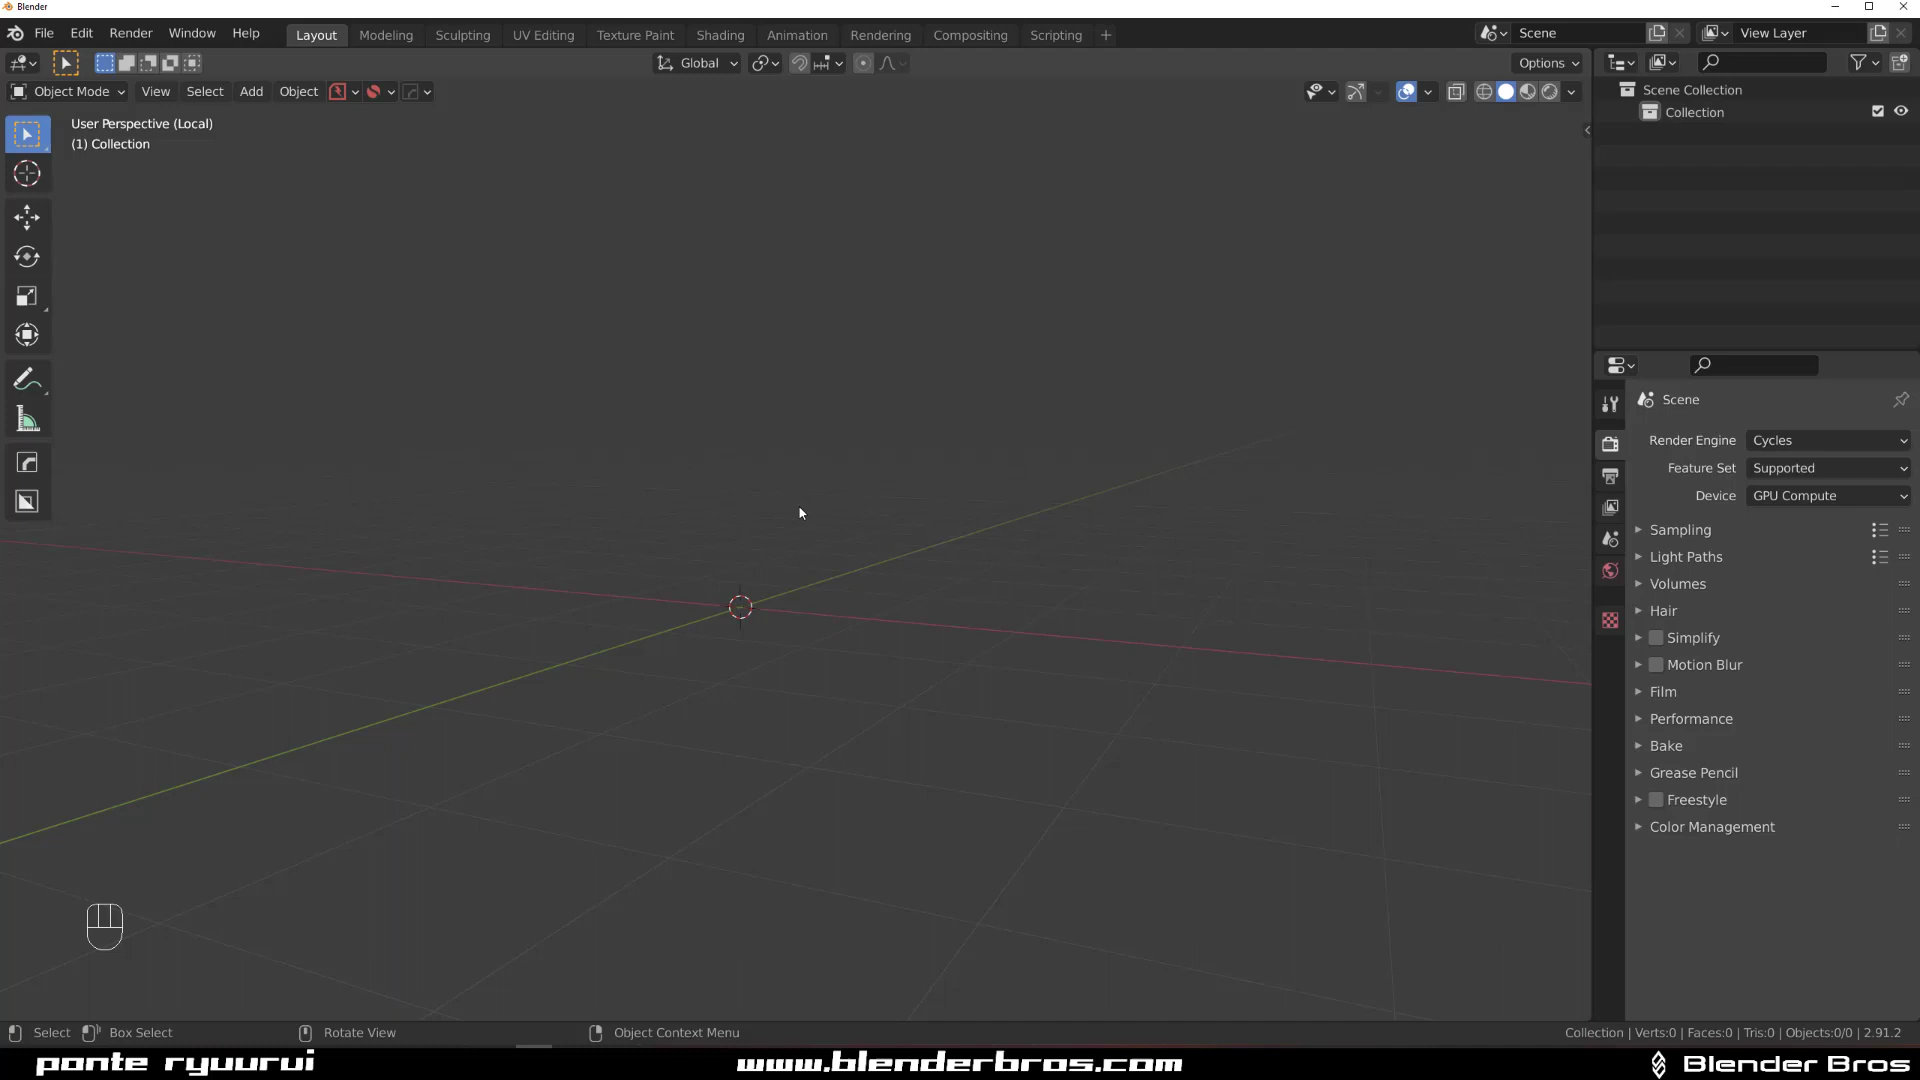 Blender
File Edit Render Window Help Layout Modeling Sculpting UV Editing Texture Paint Shading Animation Rendering Compositing Scripting + Scene View Layer
Global Options
Object Mode View Select Add Object
User Perspective (Local)
(1) Collection
Scene Collection
Collection
Scene
Render Engine Cycles
Feature Set Supported
Device GPU Compute
Sampling
Light Paths
Volumes
Hair
Simplify
Motion Blur
Film
Performance
Bake
Grease Pencil
Freestyle
Color Management
Select Box Select Rotate View Object Context Menu Collection | Verts:0 | Faces:0 | Tris:0 | Objects:0/0 | 2.91.2
ponte ryuurui www.blenderbros.com Blender Bros